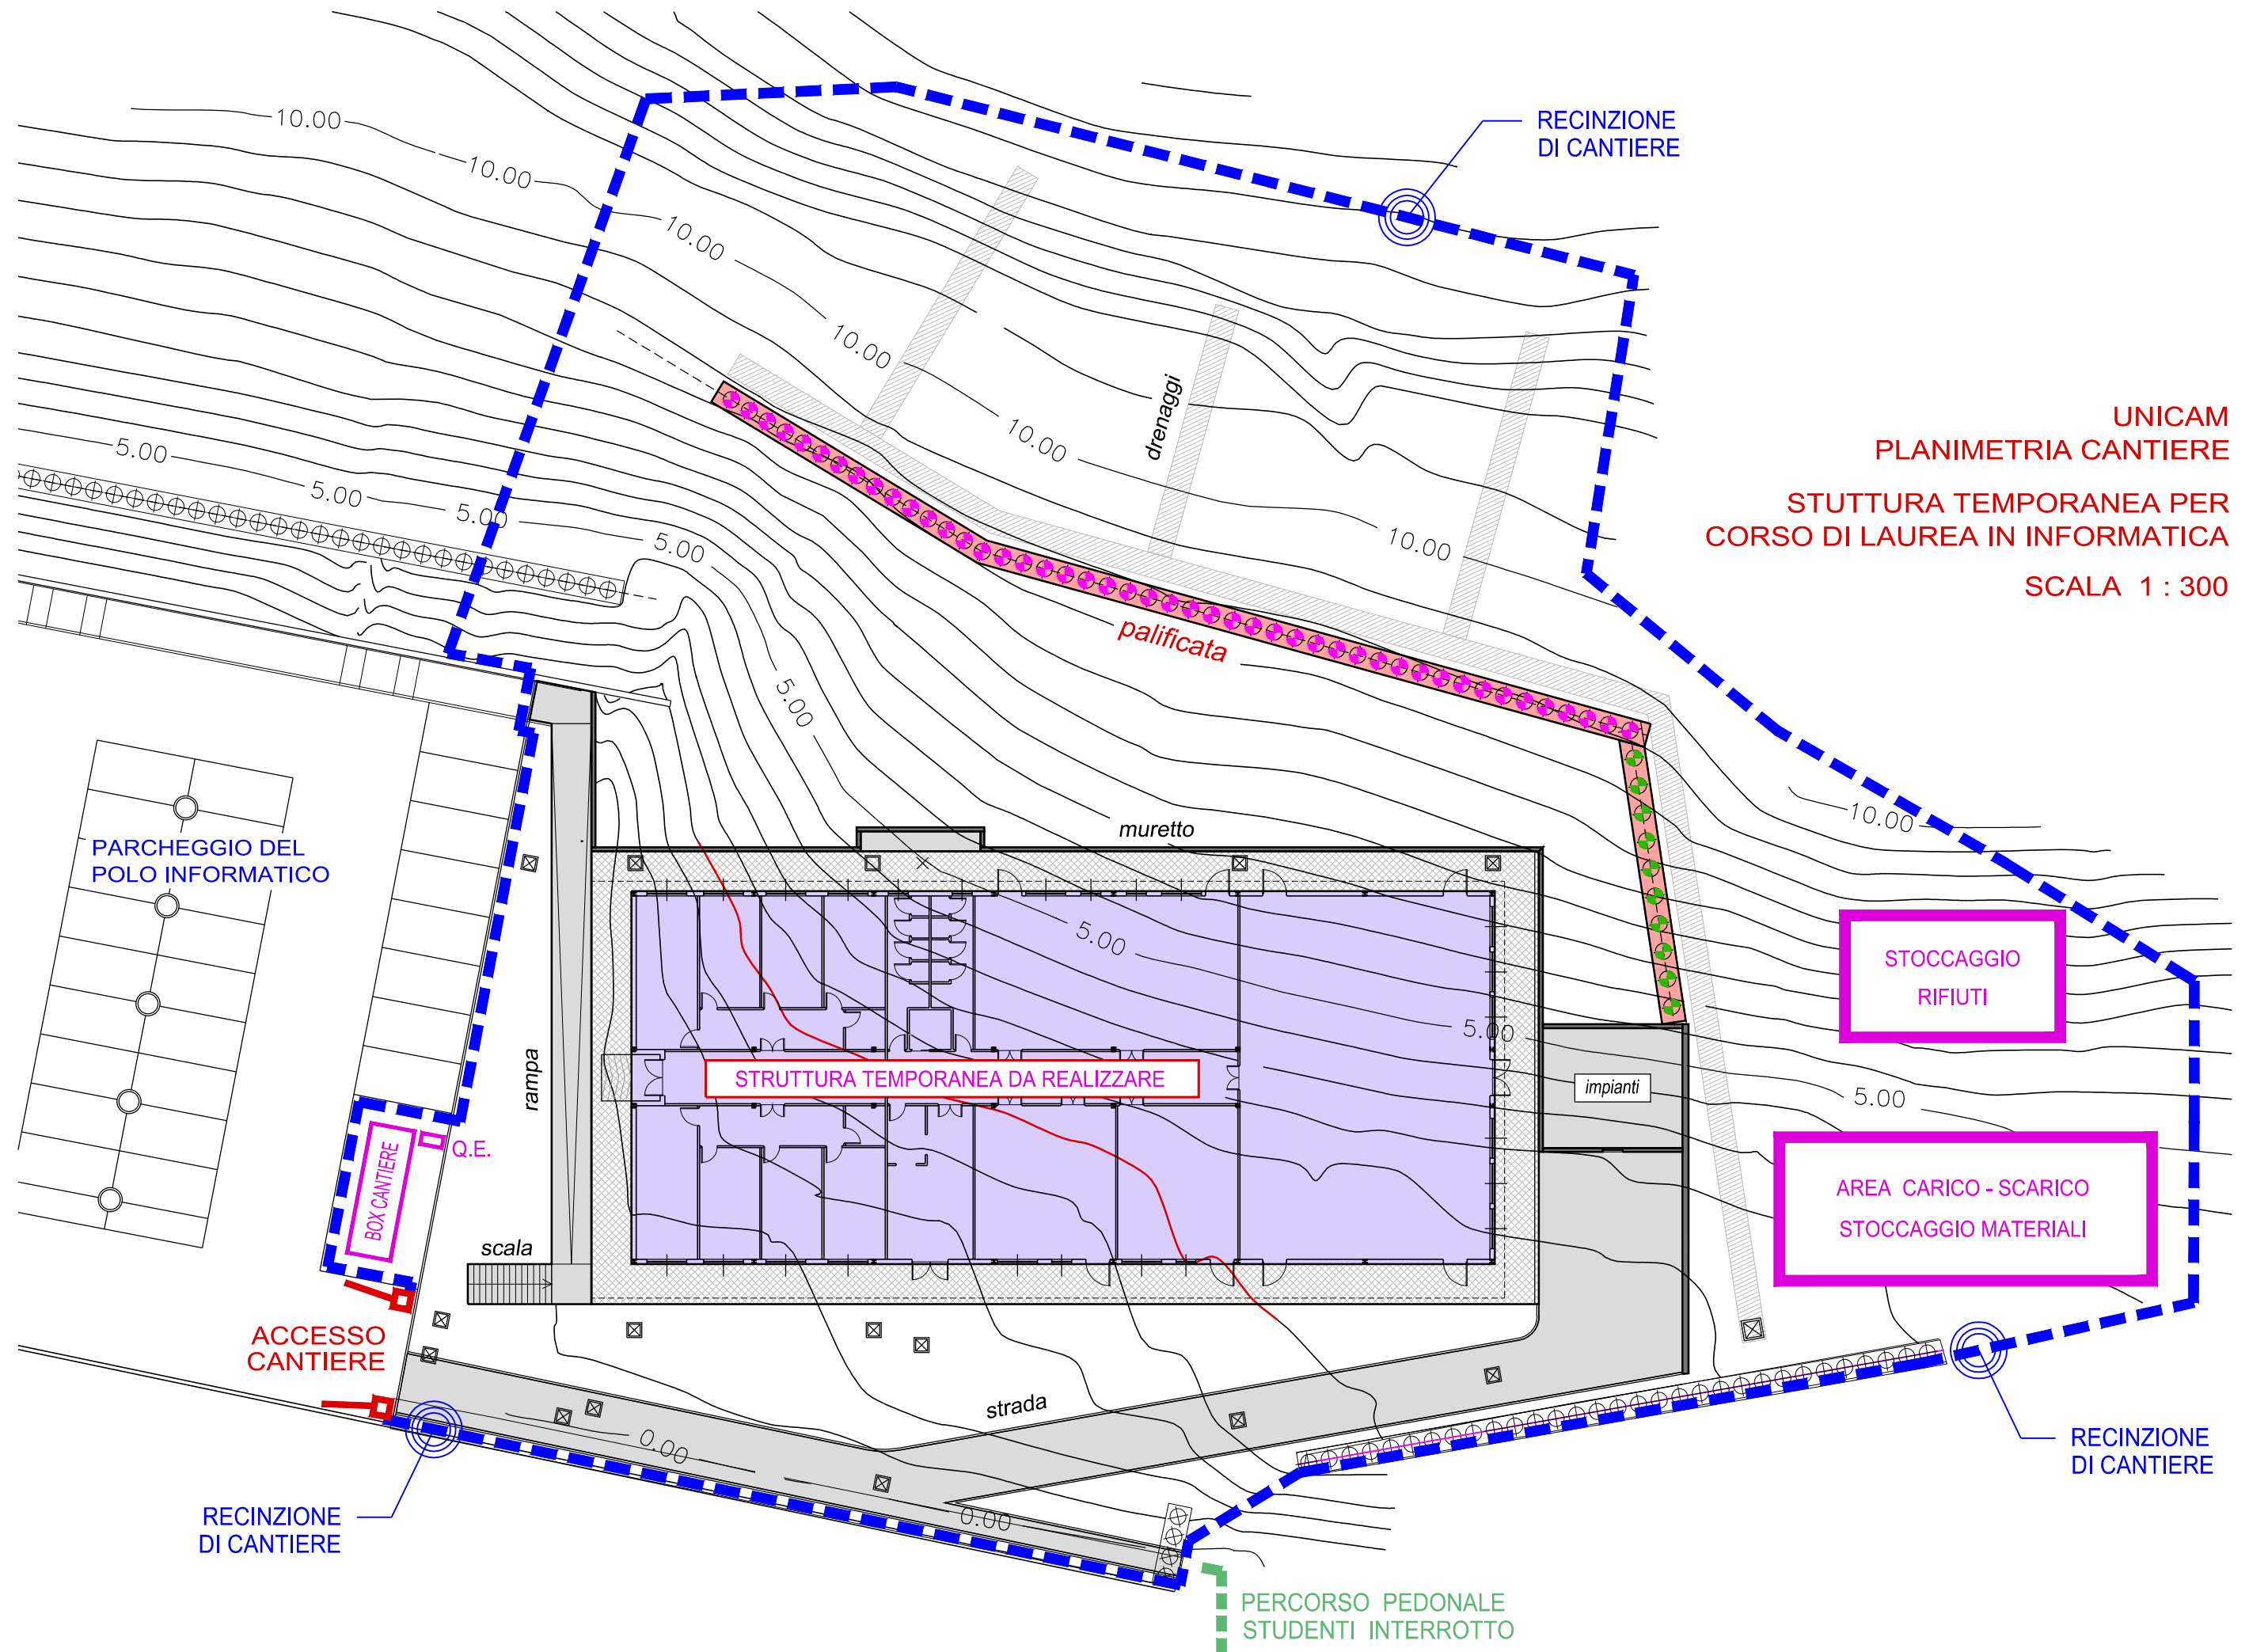 RECINZIONE
DI CANTIERE
10.00
10.00
10.00
10.00
10.00
10.00
drenaggi
UNICAM
PLANIMETRIA CANTIERE
STUTTURA TEMPORANEA PER
CORSO DI LAUREA IN INFORMATICA
SCALA 1 : 300
5.00
5.00
5.00
5.00
5.00
palificata
10.00
muretto
PARCHEGGIO DEL
POLO INFORMATICO
5.00
5.00
STOCCAGGIO
RIFIUTI
rampa
STRUTTURA TEMPORANEA DA REALIZZARE
impianti
5.00
Q.E.
BOX CANTIERE
AREA CARICO - SCARICO
STOCCAGGIO MATERIALI
scala
ACCESSO
CANTIERE
strada
0.00
0.00
RECINZIONE
DI CANTIERE
RECINZIONE
DI CANTIERE
PERCORSO PEDONALE
STUDENTI INTERROTTO